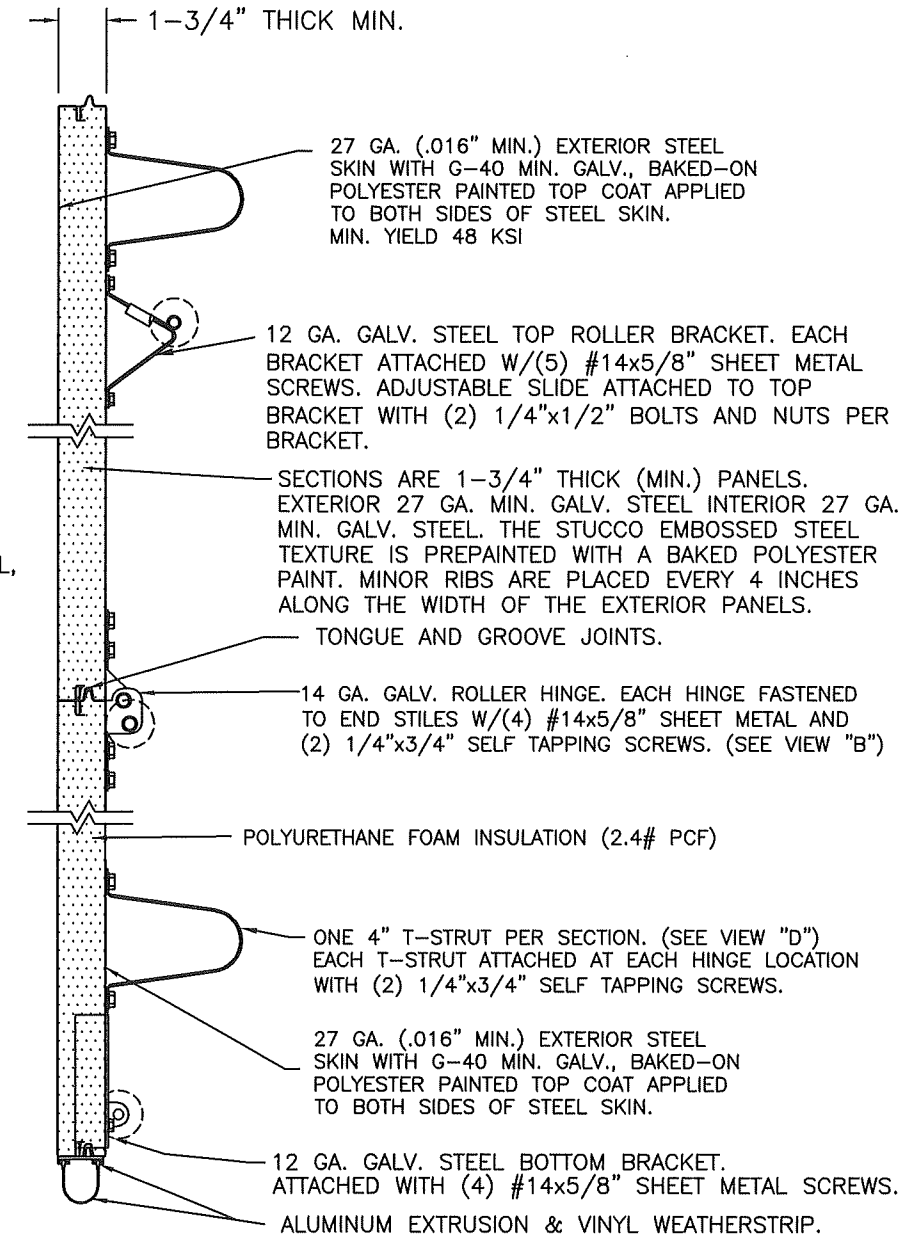 1-3/4" THICK MIN.
27 GA. (.016" MIN.) EXTERIOR STEEL
SKIN WITH G-40 MIN. GALV., BAKED-ON
POLYESTER PAINTED TOP COAT APPLIED
TO BOTH SIDES OF STEEL SKIN.
MIN. YIELD 48 KSI
12 GA. GALV. STEEL TOP ROLLER BRACKET. EACH
BRACKET ATTACHED W/(5) #14x5/8" SHEET METAL
SCREWS. ADJUSTABLE SLIDE ATTACHED TO TOP
BRACKET WITH (2) 1/4"x1/2" BOLTS AND NUTS PER
BRACKET.
SECTIONS ARE 1-3/4" THICK (MIN.) PANELS.
EXTERIOR 27 GA. MIN. GALV. STEEL INTERIOR 27 GA.
MIN. GALV. STEEL. THE STUCCO EMBOSSED STEEL
TEXTURE IS PREPAINTED WITH A BAKED POLYESTER
PAINT. MINOR RIBS ARE PLACED EVERY 4 INCHES
ALONG THE WIDTH OF THE EXTERIOR PANELS.
L,
TONGUE AND GROOVE JOINTS.
14 GA. GALV. ROLLER HINGE. EACH HINGE FASTENED
TO END STILES W/(4) #14x5/8" SHEET METAL AND
(2) 1/4"x3/4" SELF TAPPING SCREWS. (SEE VIEW "B")
POLYURETHANE FOAM INSULATION (2.4# PCF)
ONE 4" T-STRUT PER SECTION. (SEE VIEW "D")
EACH T-STRUT ATTACHED AT EACH HINGE LOCATION
WITH (2) 1/4"x3/4" SELF TAPPING SCREWS.
27 GA. (.016" MIN.) EXTERIOR STEEL
SKIN WITH G-40 MIN. GALV., BAKED-ON
POLYESTER PAINTED TOP COAT APPLIED
TO BOTH SIDES OF STEEL SKIN.
12 GA. GALV. STEEL BOTTOM BRACKET.
ATTACHED WITH (4) #14x5/8" SHEET METAL SCREWS.
ALUMINUM EXTRUSION & VINYL WEATHERSTRIP.